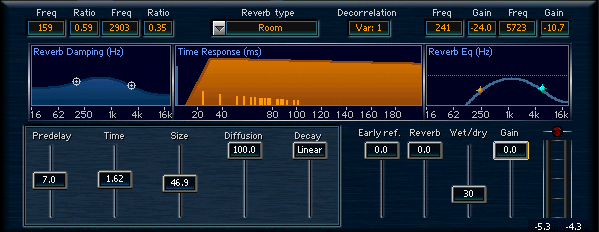 Freq Ratio Freq Ratio Reverb type Decorrelation Freq Gain Freq Gain
159 0.59 2903 0.35 Room Var: 1 241 -24.0 5723 -10.7
Reverb Damping (Hz) Time Response (ms) Reverb Eq (Hz)
16 62 250 1k 4k 16k 10 20 40 60 80 100 120 140 160 180 16 62 250 1k 4k 16k
Predelay Time Size Diffusion Decay Early ref. Reverb Wet/dry Gain
100.0 Linear 0.0 0.0 0.0
7.0 1.62 46.9 30
-5.3 -4.3